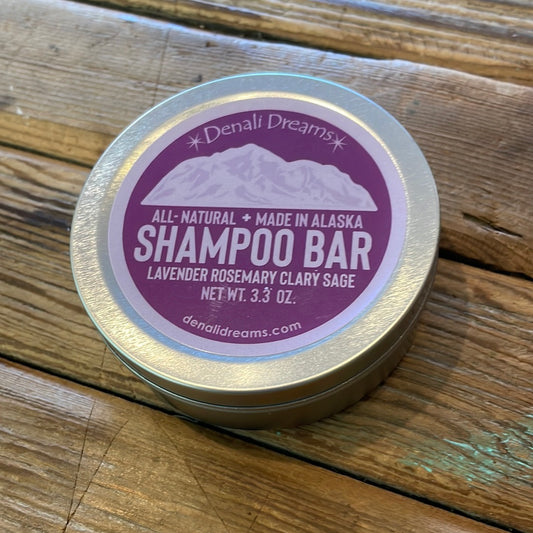 Denali Dreams
ALL-NATURAL + MADE IN ALASKA
SHAMPOO BAR
LAVENDER ROSEMARY CLARY SAGE
NET WT. 3.3 OZ.
denalidreams.com